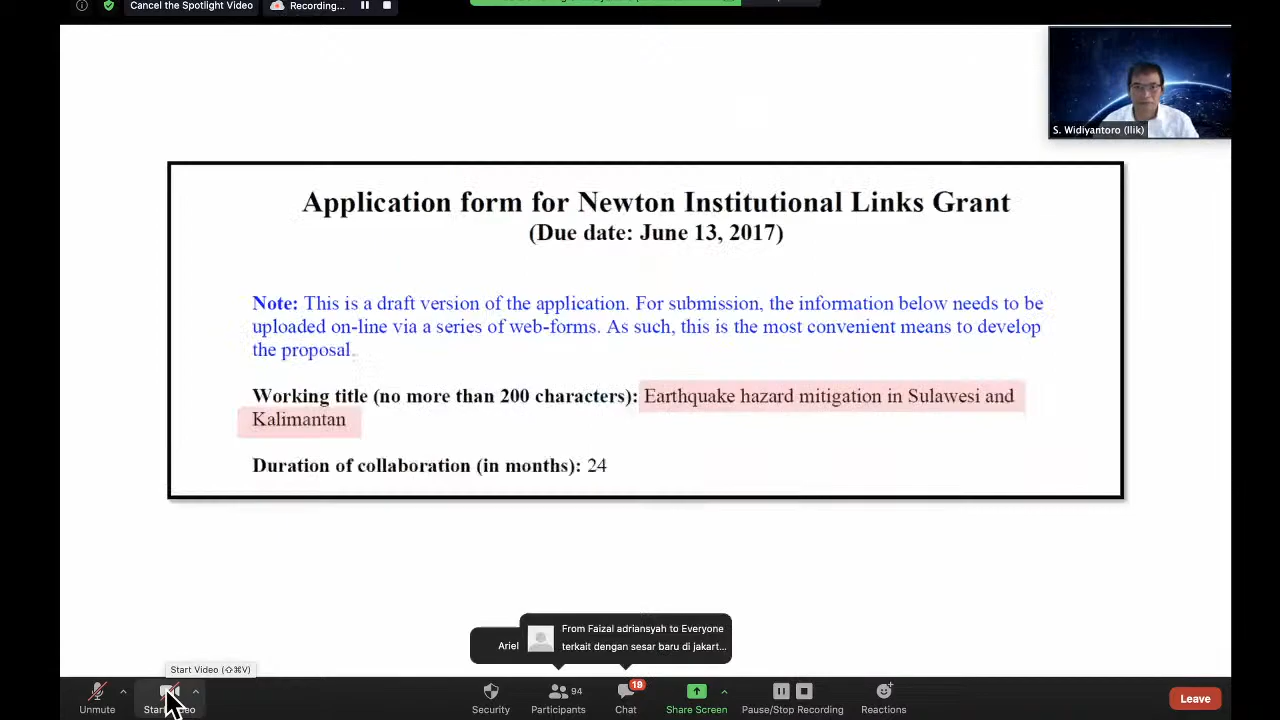 Cancel the Spotlight Video
Recording...
S. Widiyantoro (Ilik)
Application form for Newton Institutional Links Grant
(Due date: June 13, 2017)
Note: This is a draft version of the application. For submission, the information below needs to be
uploaded on-line via a series of web-forms. As such, this is the most convenient means to develop
the proposal.
Working title (no more than 200 characters): Earthquake hazard mitigation in Sulawesi and
Kalimantan
Duration of collaboration (in months): 24
Ariel
From Faizal adriansyah to Everyone
terkait dengan sesar baru di jakart...
Start Video (⇧⌘V)
Unmute
Start Video
Security
Participants
94
Chat
19
Share Screen
Pause/Stop Recording
Reactions
Leave